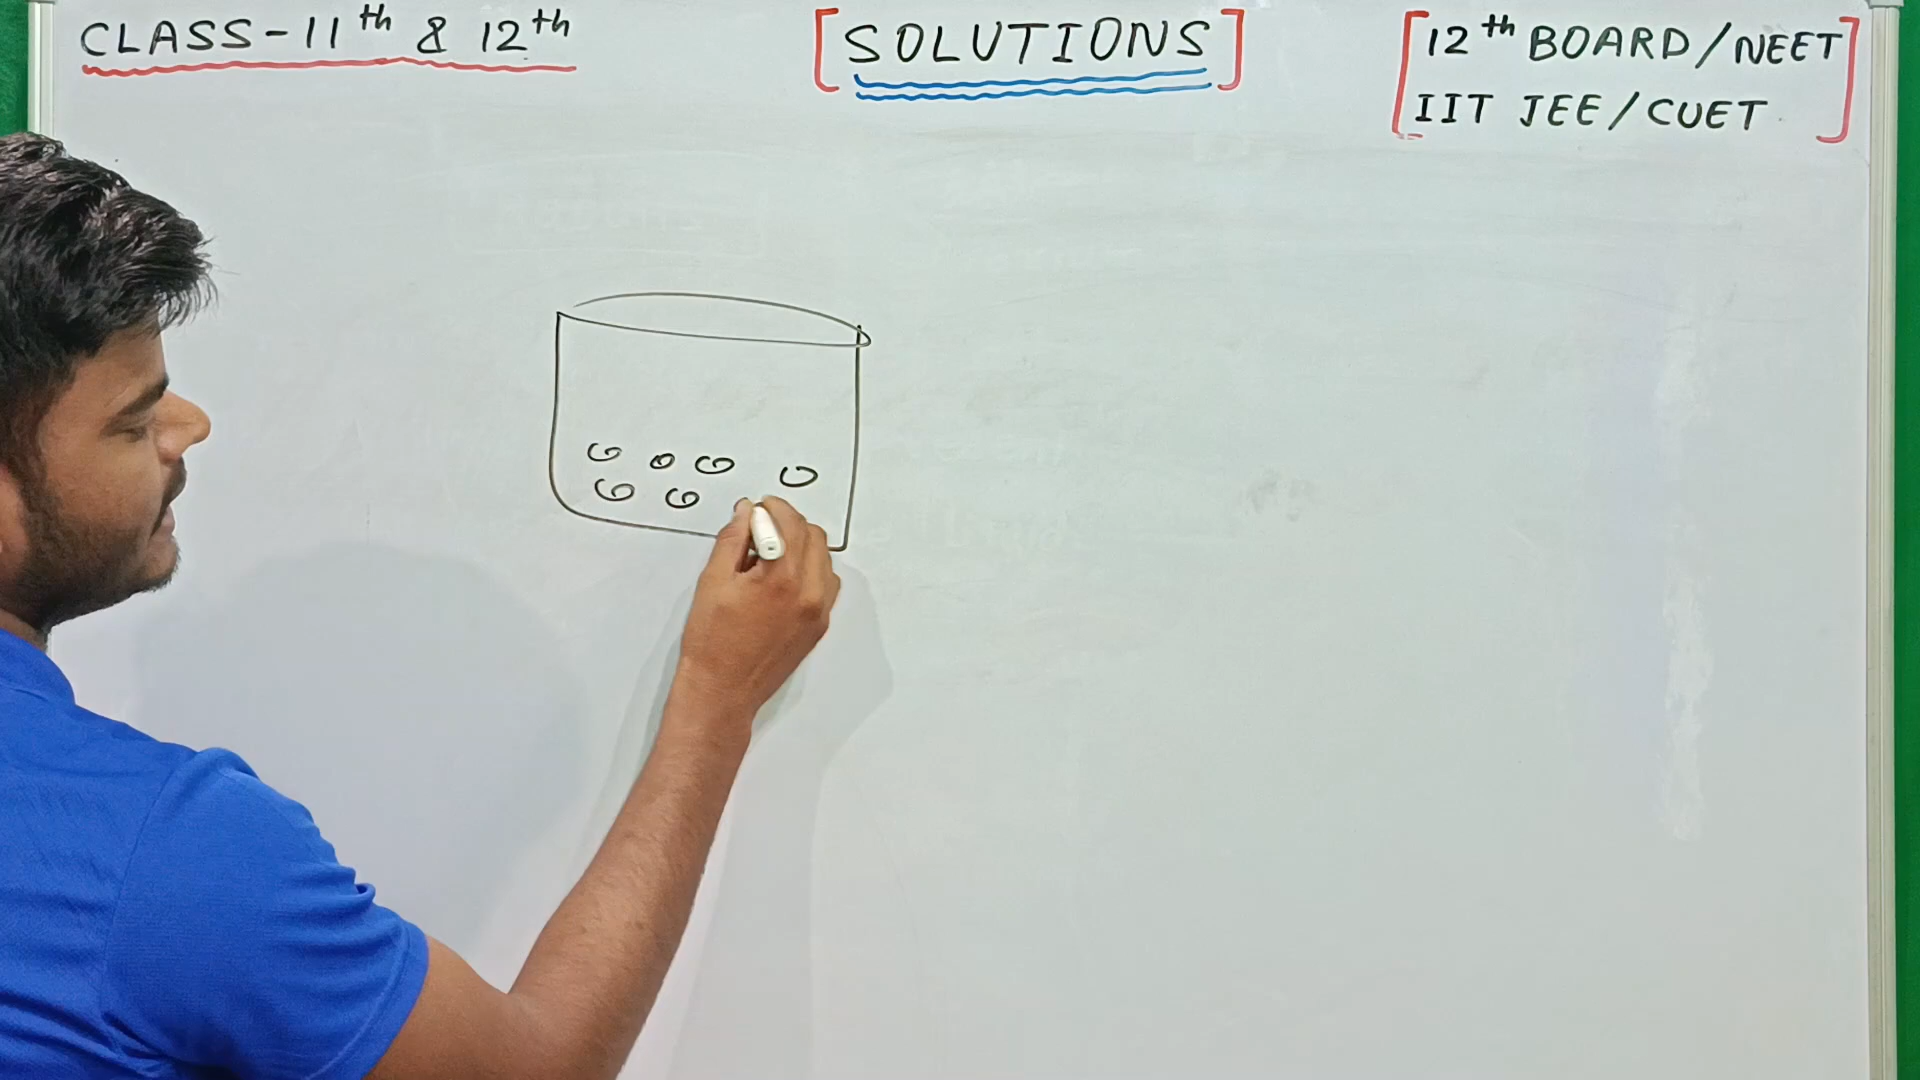 CLASS-11th & 12th
[SOLUTIONS]
[12th BOARD/NEET
IIT JEE/CUET]